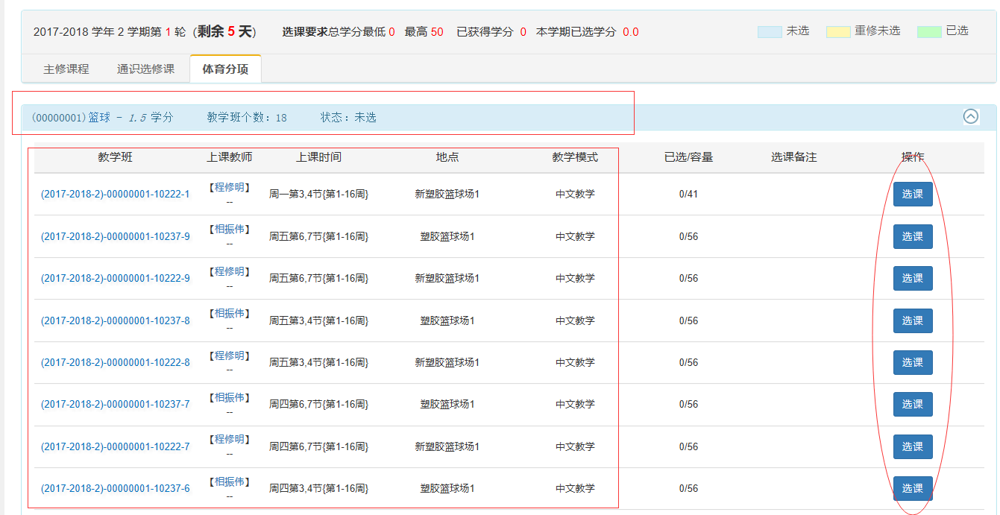 2017-2018 学年 2 学期第 1 轮 (剩余 5 天) 选课要求总学分最低 0 最高 50 已获得学分 0 本学期已选学分 0.0 未选 重修未选 已选
主修课程 通识选修课 体育分项
(00000001)篮球 - 1.5 学分 教学班个数：18 状态：未选
教学班 上课教师 上课时间 地点 教学模式 已选/容量 选课备注 操作
(2017-2018-2)-00000001-10222-1 【程修明】 -- 周一第3,4节{第1-16周} 新塑胶篮球场1 中文教学 0/41 选课
(2017-2018-2)-00000001-10237-9 【相振伟】 -- 周五第6,7节{第1-16周} 塑胶篮球场1 中文教学 0/56 选课
(2017-2018-2)-00000001-10222-9 【程修明】 -- 周五第6,7节{第1-16周} 新塑胶篮球场1 中文教学 0/56 选课
(2017-2018-2)-00000001-10237-8 【相振伟】 -- 周五第3,4节{第1-16周} 塑胶篮球场1 中文教学 0/56 选课
(2017-2018-2)-00000001-10222-8 【程修明】 -- 周五第3,4节{第1-16周} 新塑胶篮球场1 中文教学 0/56 选课
(2017-2018-2)-00000001-10237-7 【相振伟】 -- 周四第6,7节{第1-16周} 塑胶篮球场1 中文教学 0/56 选课
(2017-2018-2)-00000001-10222-7 【程修明】 -- 周四第6,7节{第1-16周} 新塑胶篮球场1 中文教学 0/56 选课
(2017-2018-2)-00000001-10237-6 【相振伟】 -- 周四第3,4节{第1-16周} 塑胶篮球场1 中文教学 0/56 选课